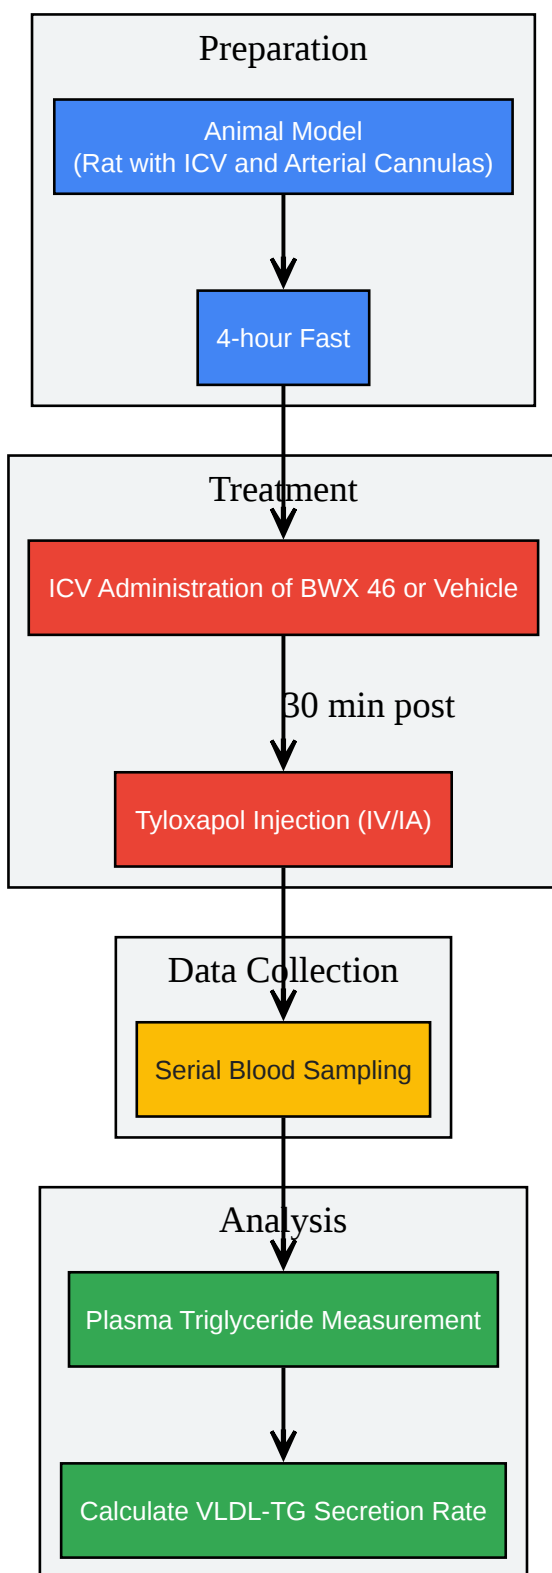 Preparation
Animal Model
(Rat with ICV and Arterial Cannulas)
4-hour Fast
Treatment
ICV Administration of BWX 46 or Vehicle
30 min post
Tyloxapol Injection (IV/IA)
Data Collection
Serial Blood Sampling
Analysis
Plasma Triglyceride Measurement
Calculate VLDL-TG Secretion Rate